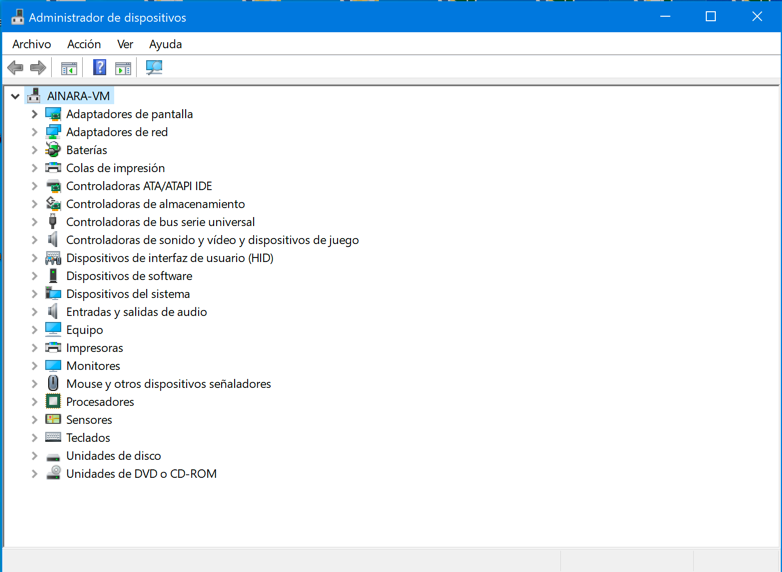 Administrador de dispositivos
Archivo Acción Ver Ayuda
AINARA-VM
Adaptadores de pantalla
Adaptadores de red
Baterías
Colas de impresión
Controladoras ATA/ATAPI IDE
Controladoras de almacenamiento
Controladoras de bus serie universal
Controladoras de sonido y vídeo y dispositivos de juego
Dispositivos de interfaz de usuario (HID)
Dispositivos de software
Dispositivos del sistema
Entradas y salidas de audio
Equipo
Impresoras
Monitores
Mouse y otros dispositivos señaladores
Procesadores
Sensores
Teclados
Unidades de disco
Unidades de DVD o CD-ROM